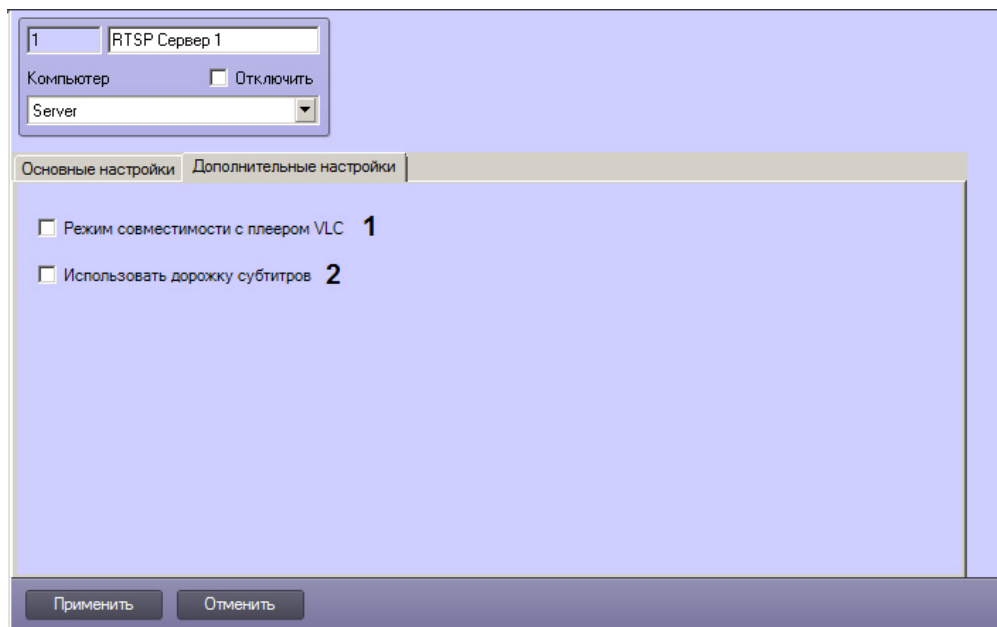 1 RTSP Сервер 1
Компьютер Отключить
Server
Основные настройки Дополнительные настройки
Режим совместимости с плеером VLC 1
Использовать дорожку субтитров 2
Применить Отменить